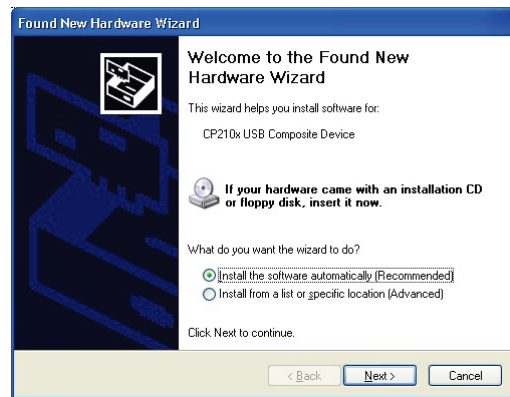 Found New Hardware Wizard
Welcome to the Found New
Hardware Wizard
This wizard helps you install software for:
CP210x USB Composite Device
If your hardware came with an installation CD
or floppy disk, insert it now.
What do you want the wizard to do?
Install the software automatically (Recommended)
Install from a list or specific location (Advanced)
Click Next to continue.
< Back Next > Cancel